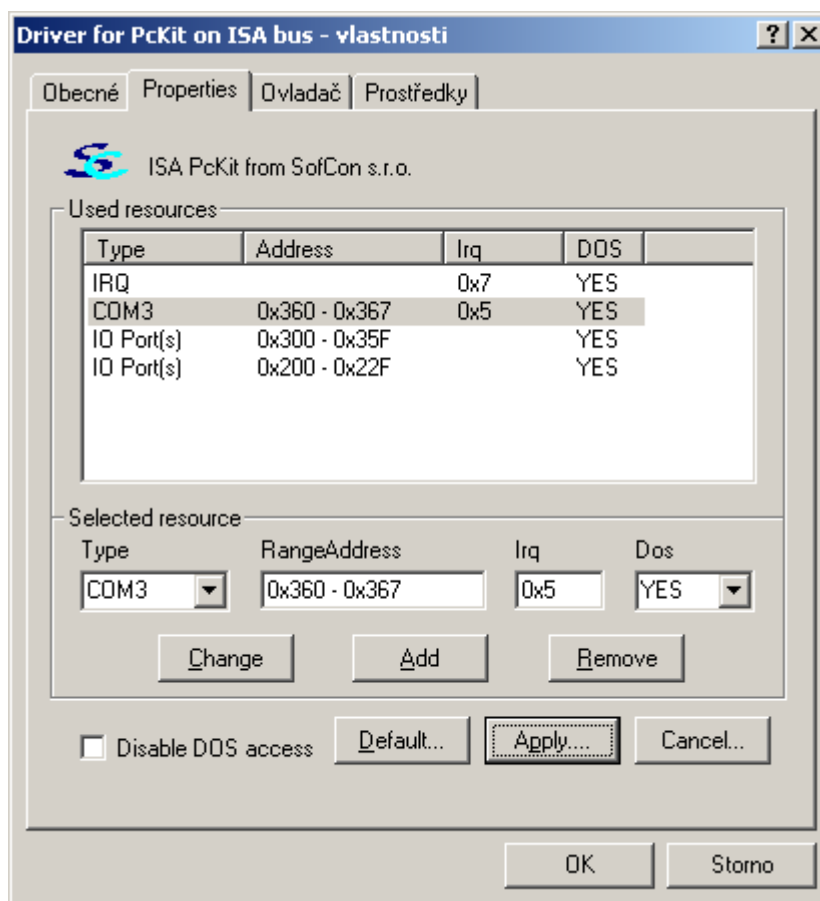 Driver for PcKit on ISA bus - vlastnosti
Obecné Properties Ovladač Prostředky
ISA PcKit from SofCon s.r.o.
Used resources
Type Address Irq DOS
IRQ 0x7 YES
COM3 0x360 - 0x367 0x5 YES
IO Port(s) 0x300 - 0x35F YES
IO Port(s) 0x200 - 0x22F YES
Selected resource
Type RangeAddress Irq Dos
COM3 0x360 - 0x367 0x5 YES
Change Add Remove
Disable DOS access Default... Apply.... Cancel...
OK Storno